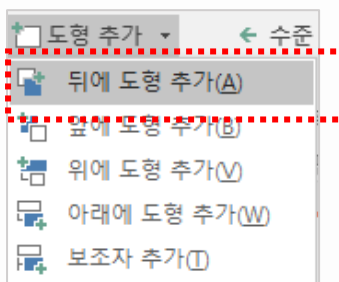 도형 추가 수준
뒤에 도형 추가(A)
앞에 도형 추가(B)
위에 도형 추가(V)
아래에 도형 추가(W)
보조자 추가(T)